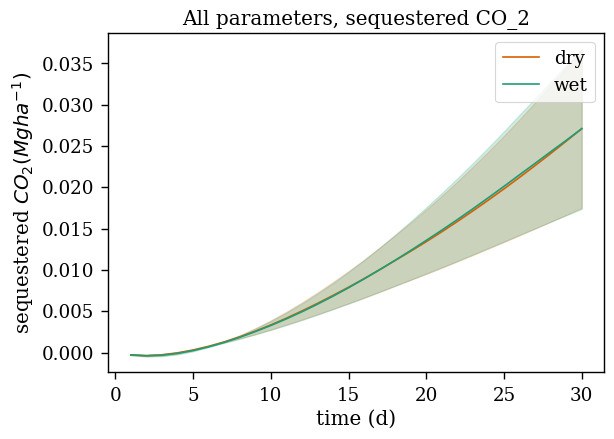 All parameters, sequestered CO_2
sequestered CO₂(Mgha⁻¹)
0.035
0.030
0.025
0.020
0.015
0.010
0.005
0.000
dry
wet
0 5 10 15 20 25 30
time (d)